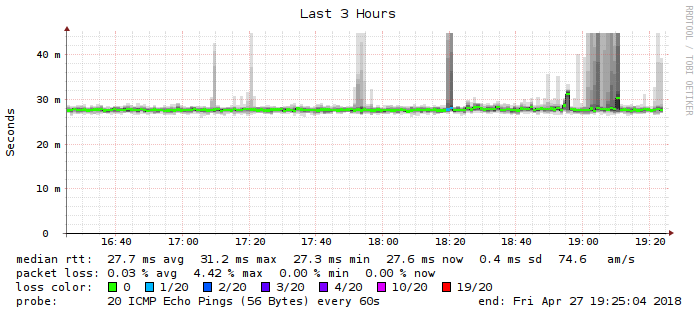 Last 3 Hours
RRDTOOL / TOBI OETIKER
Seconds
40 m
30 m
20 m
10 m
0
16:40 17:00 17:20 17:40 18:00 18:20 18:40 19:00 19:20
median rtt: 27.7 ms avg 31.2 ms max 27.3 ms min 27.6 ms now 0.4 ms sd 74.6 am/s
packet loss: 0.03 % avg 4.42 % max 0.00 % min 0.00 % now
loss color: 0 1/20 2/20 3/20 4/20 10/20 19/20
probe: 20 ICMP Echo Pings (56 Bytes) every 60s end: Fri Apr 27 19:25:04 2018